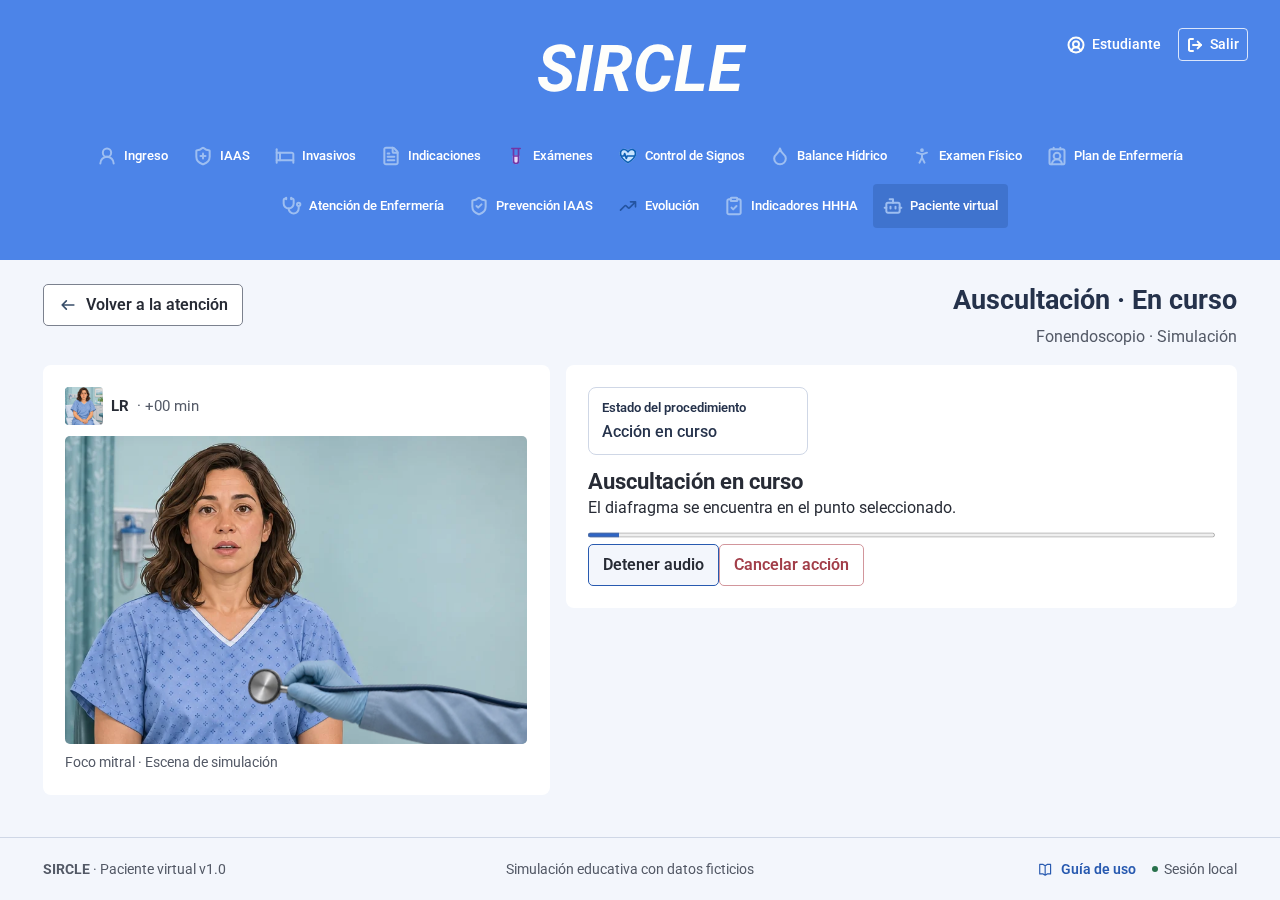 SIRCLE
Estudiante
Salir
Ingreso
IAAS
Invasivos
Indicaciones
Exámenes
Control de Signos
Balance Hídrico
Examen Físico
Plan de Enfermería
Atención de Enfermería
Prevención IAAS
Evolución
Indicadores HHHA
Paciente virtual
Volver a la atención
Auscultación · En curso
Fonendoscopio · Simulación
LR · +00 min
Foco mitral · Escena de simulación
Estado del procedimiento
Acción en curso
Auscultación en curso
El diafragma se encuentra en el punto seleccionado.
Detener audio
Cancelar acción
SIRCLE · Paciente virtual v1.0
Simulación educativa con datos ficticios
Guía de uso
Sesión local